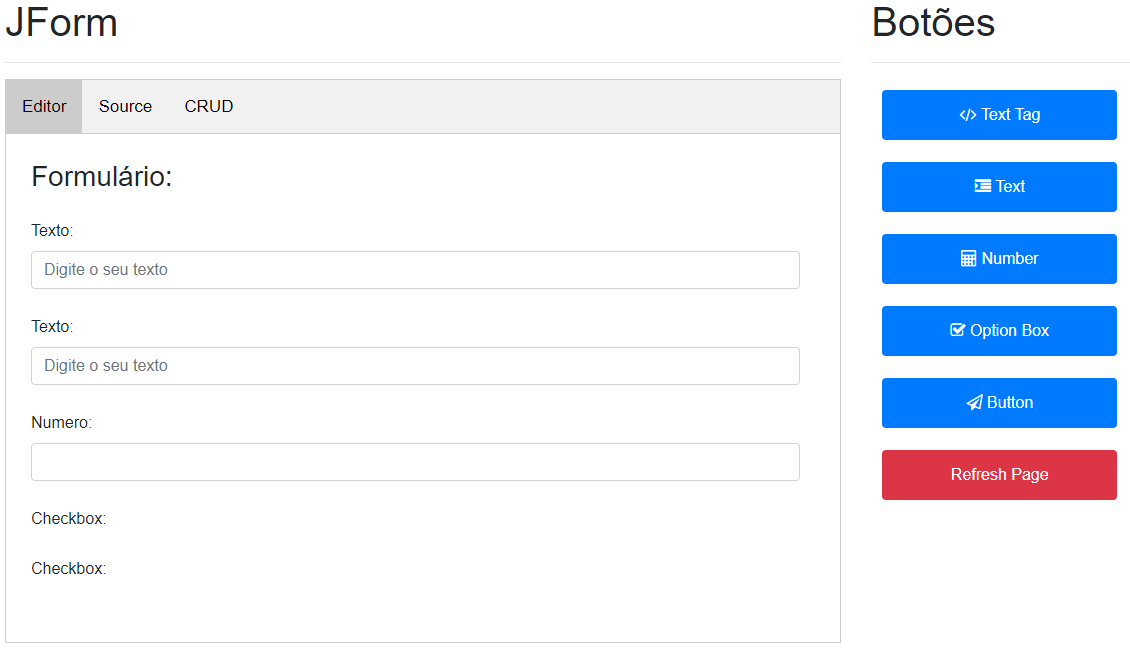 JForm
Editor Source CRUD
Formulário:
Texto:
Digite o seu texto
Texto:
Digite o seu texto
Numero:
Checkbox:
Checkbox:
Botões
Text Tag
Text
Number
Option Box
Button
Refresh Page